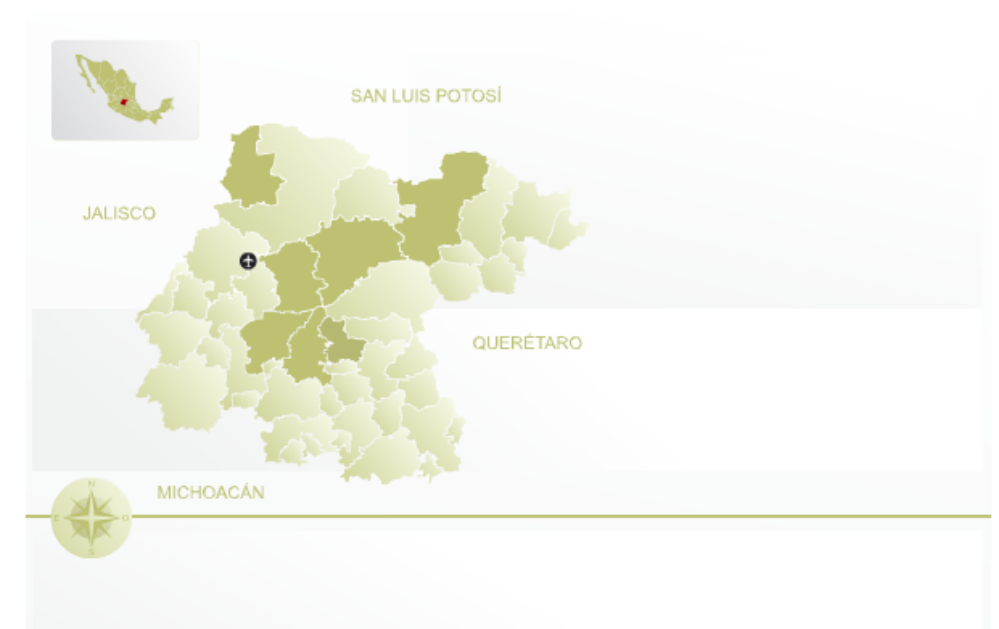 SAN LUIS POTOSÍ
JALISCO
QUERÉTARO
MICHOACÁN
N
E O
S